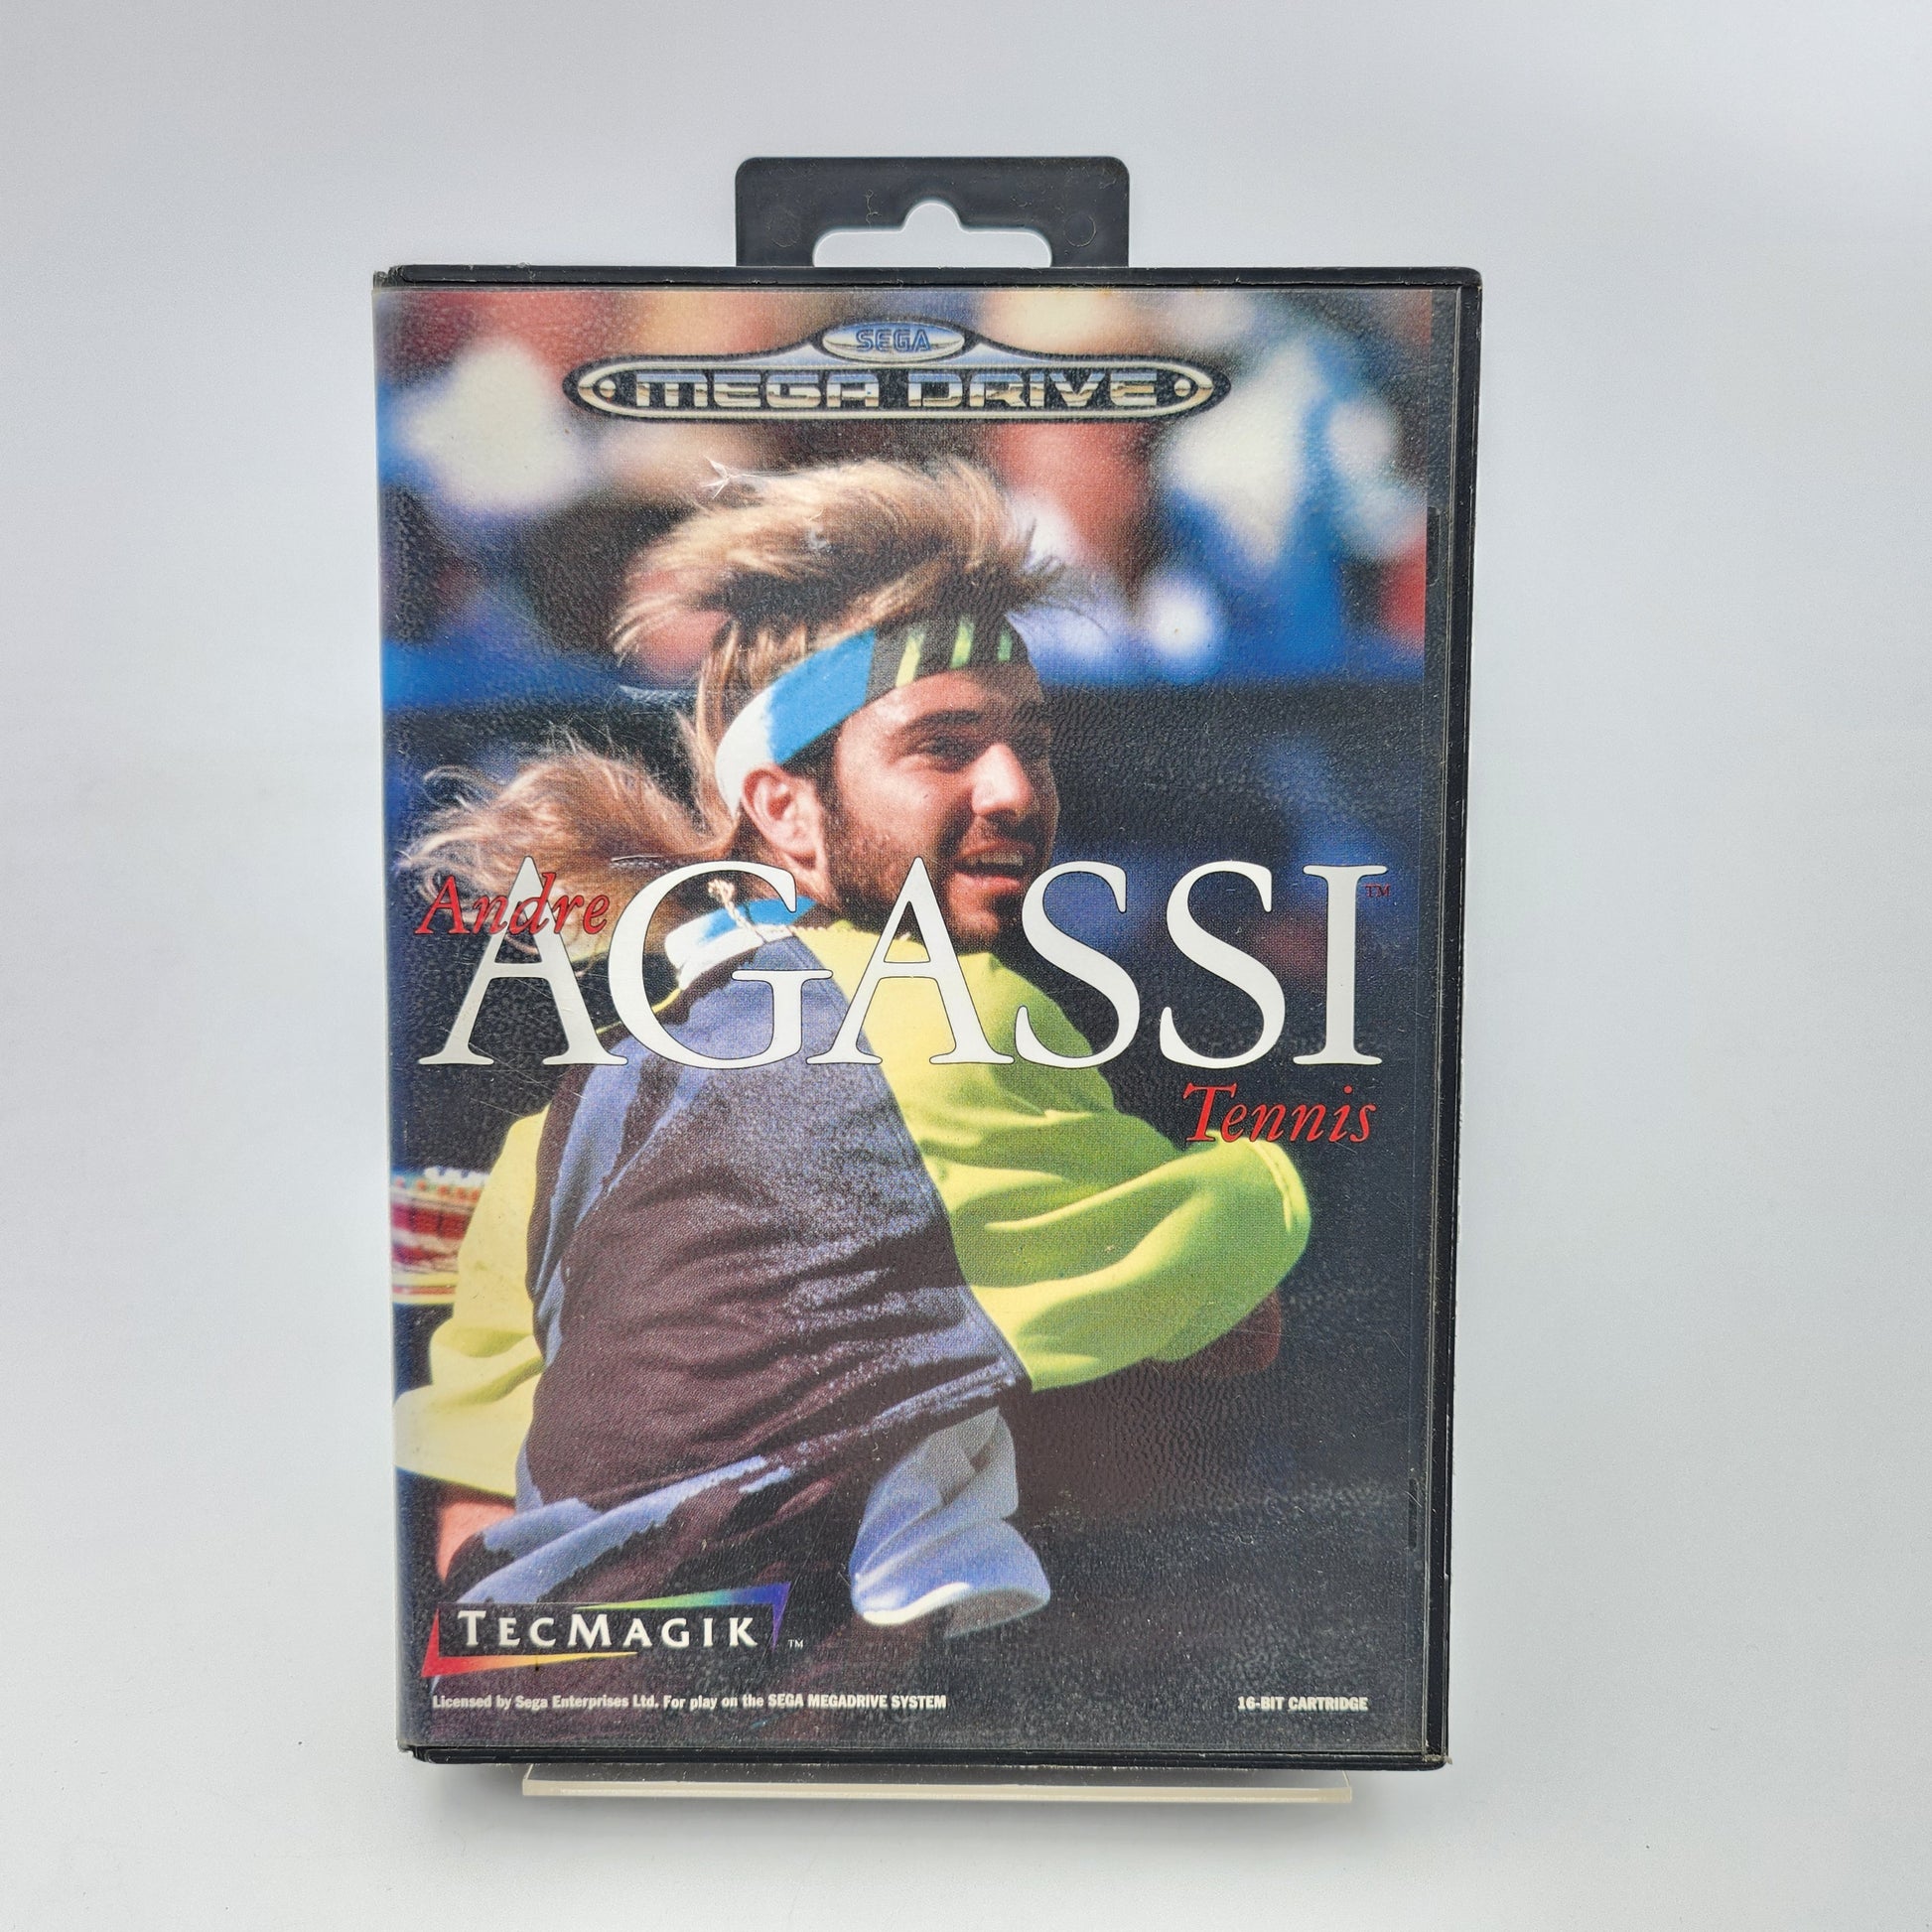 SEGA
MEGA DRIVE
Andre
AGASSI™
Tennis
TECMAGIK™
Licensed by Sega Enterprises Ltd. For play on the SEGA MEGADRIVE SYSTEM
16-BIT CARTRIDGE